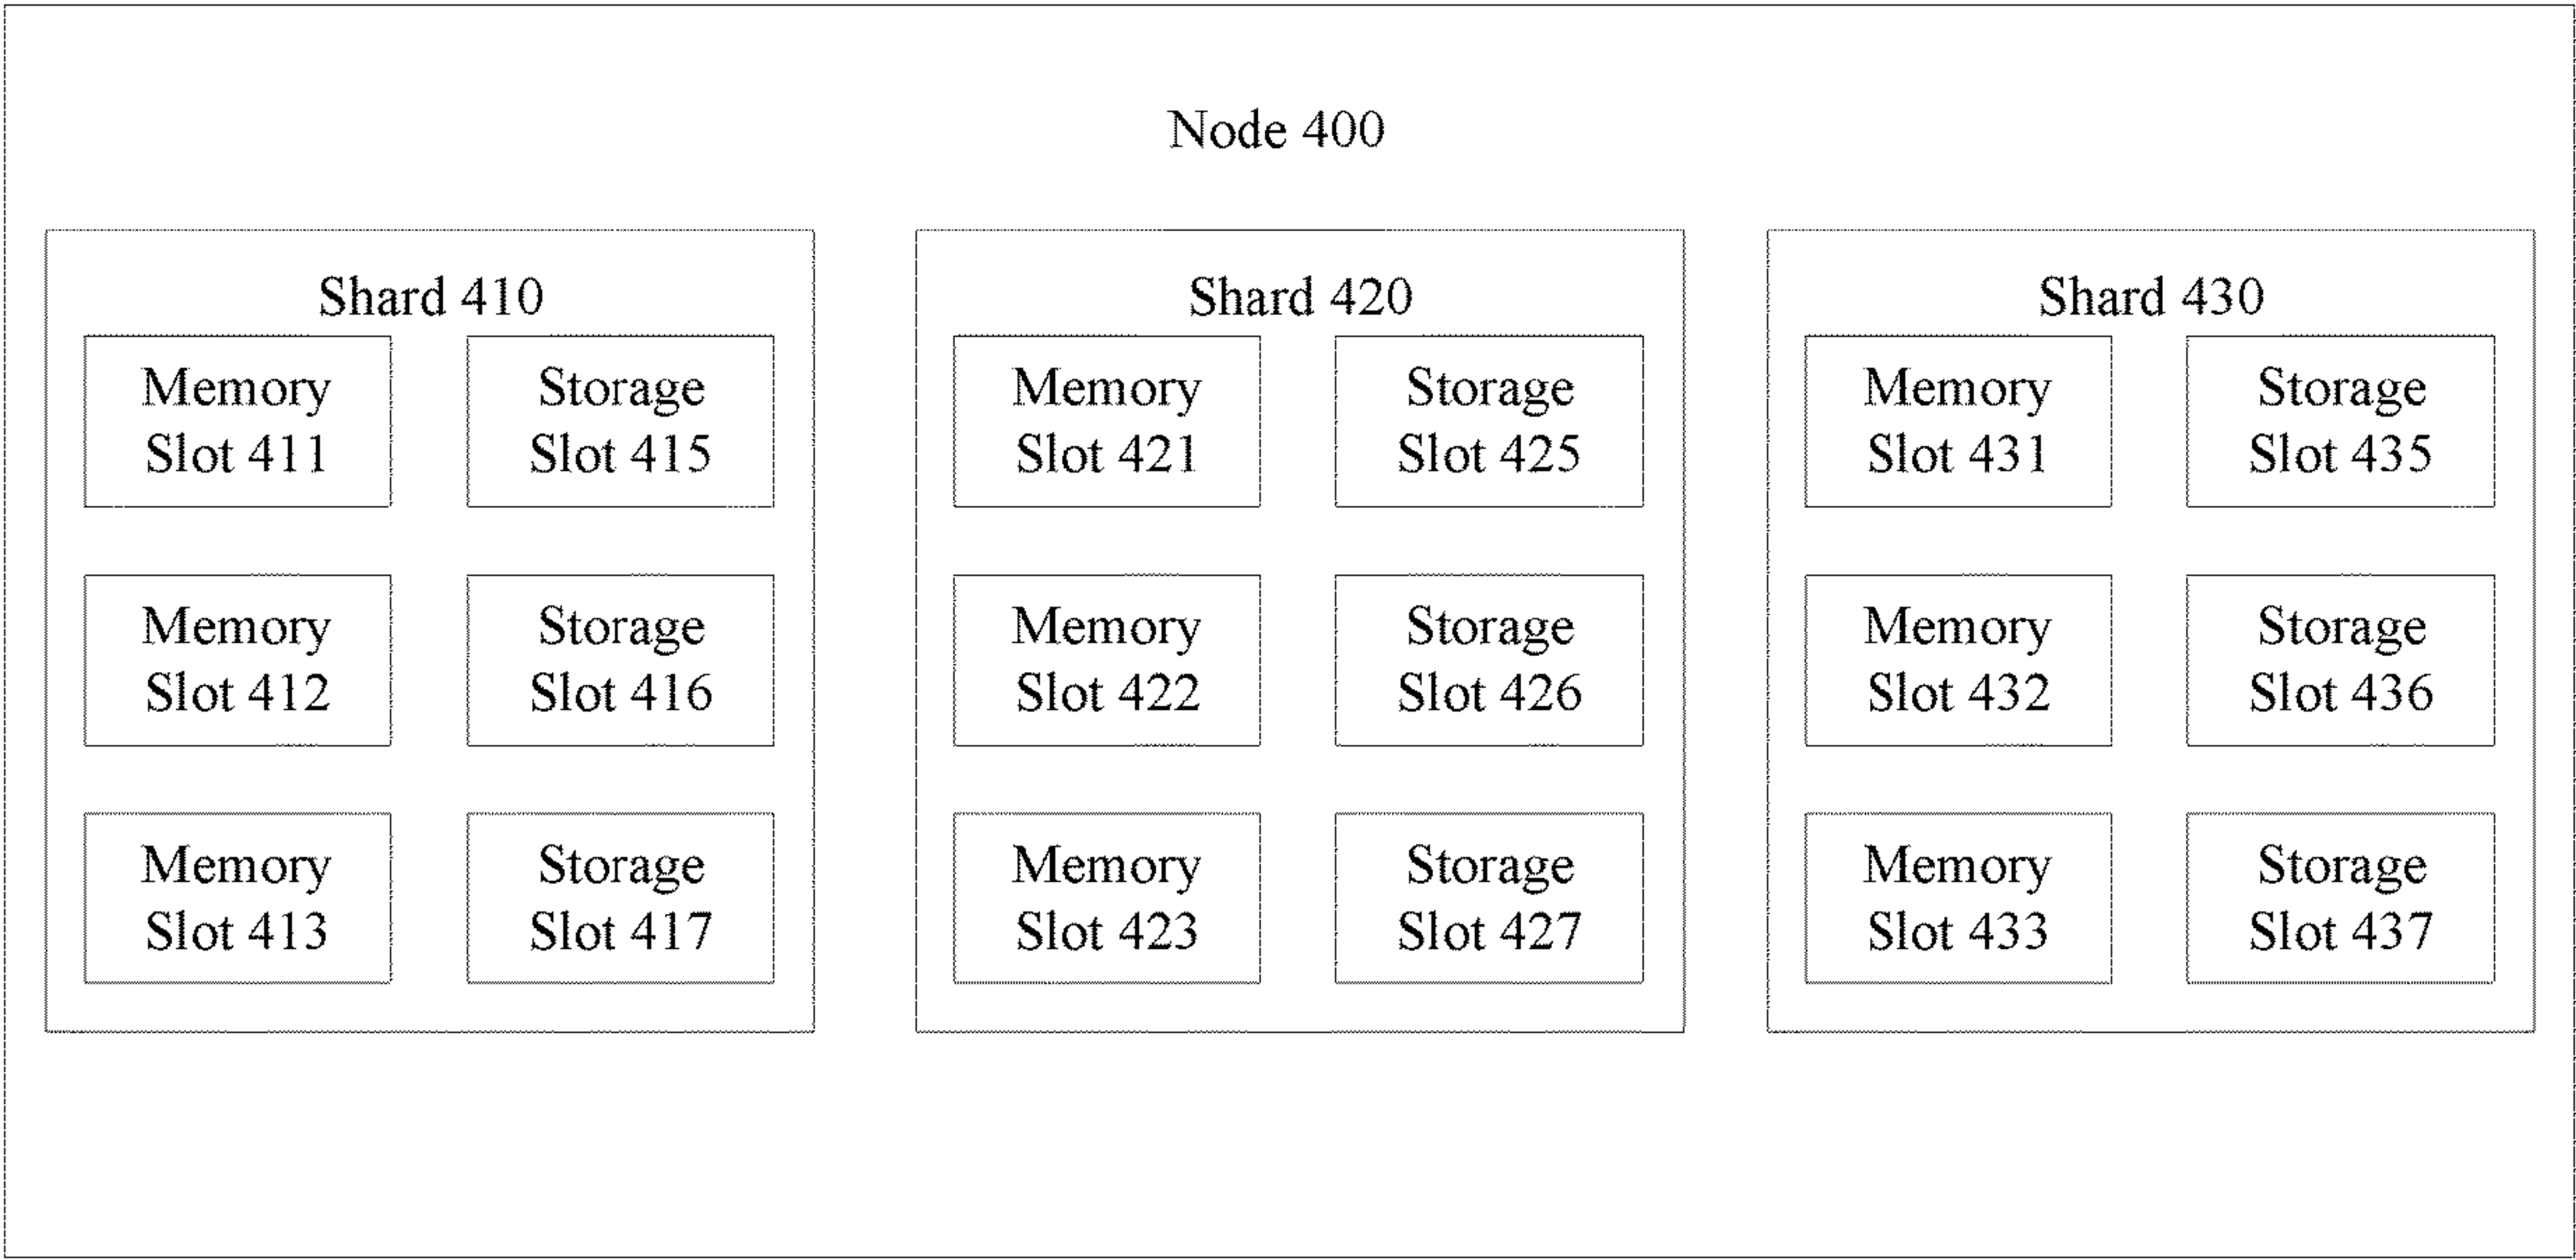 Node 400
Shard 410
Memory
Slot 411
Storage
Slot 415
Memory
Slot 412
Storage
Slot 416
Memory
Slot 413
Storage
Slot 417
Shard 420
Memory
Slot 421
Storage
Slot 425
Memory
Slot 422
Storage
Slot 426
Memory
Slot 423
Storage
Slot 427
Shard 430
Memory
Slot 431
Storage
Slot 435
Memory
Slot 432
Storage
Slot 436
Memory
Slot 433
Storage
Slot 437